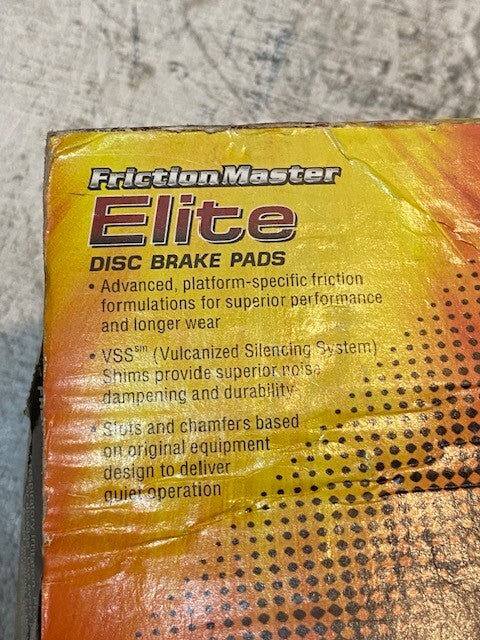 FrictionMaster
Elite
DISC BRAKE PADS
• Advanced, platform-specific friction
formulations for superior performance
and longer wear
• VSS℠ (Vulcanized Silencing System)
Shims provide superior noise
dampening and durability
• Slots and chamfers based
on original equipment
design to deliver
quiet operation